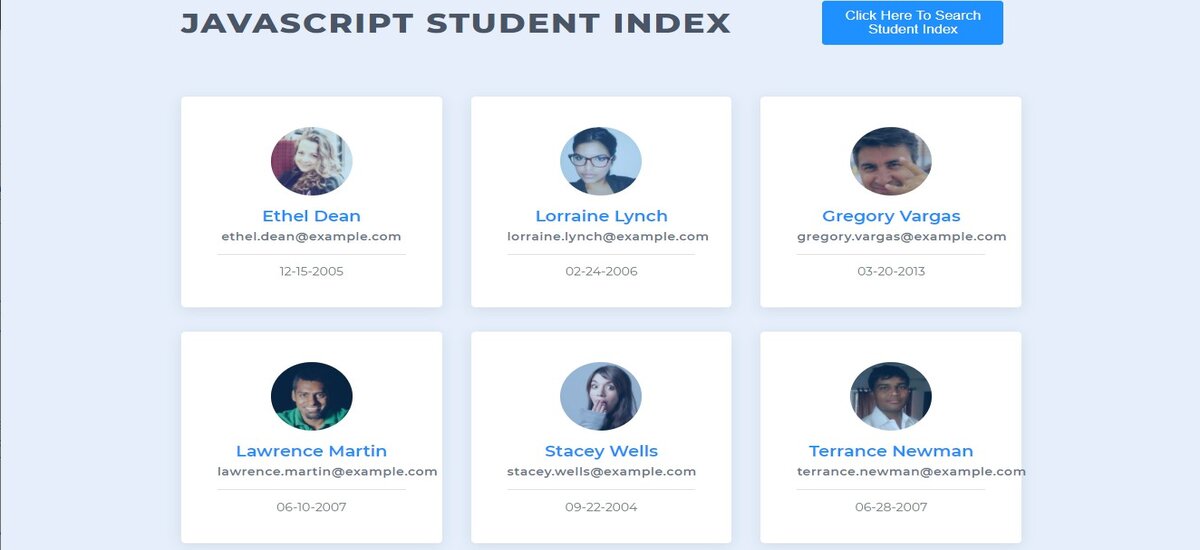 JAVASCRIPT STUDENT INDEX
Click Here To Search
Student Index
Ethel Dean
ethel.dean@example.com
12-15-2005
Lorraine Lynch
lorraine.lynch@example.com
02-24-2006
Gregory Vargas
gregory.vargas@example.com
03-20-2013
Lawrence Martin
lawrence.martin@example.com
06-10-2007
Stacey Wells
stacey.wells@example.com
09-22-2004
Terrance Newman
terrance.newman@example.com
06-28-2007